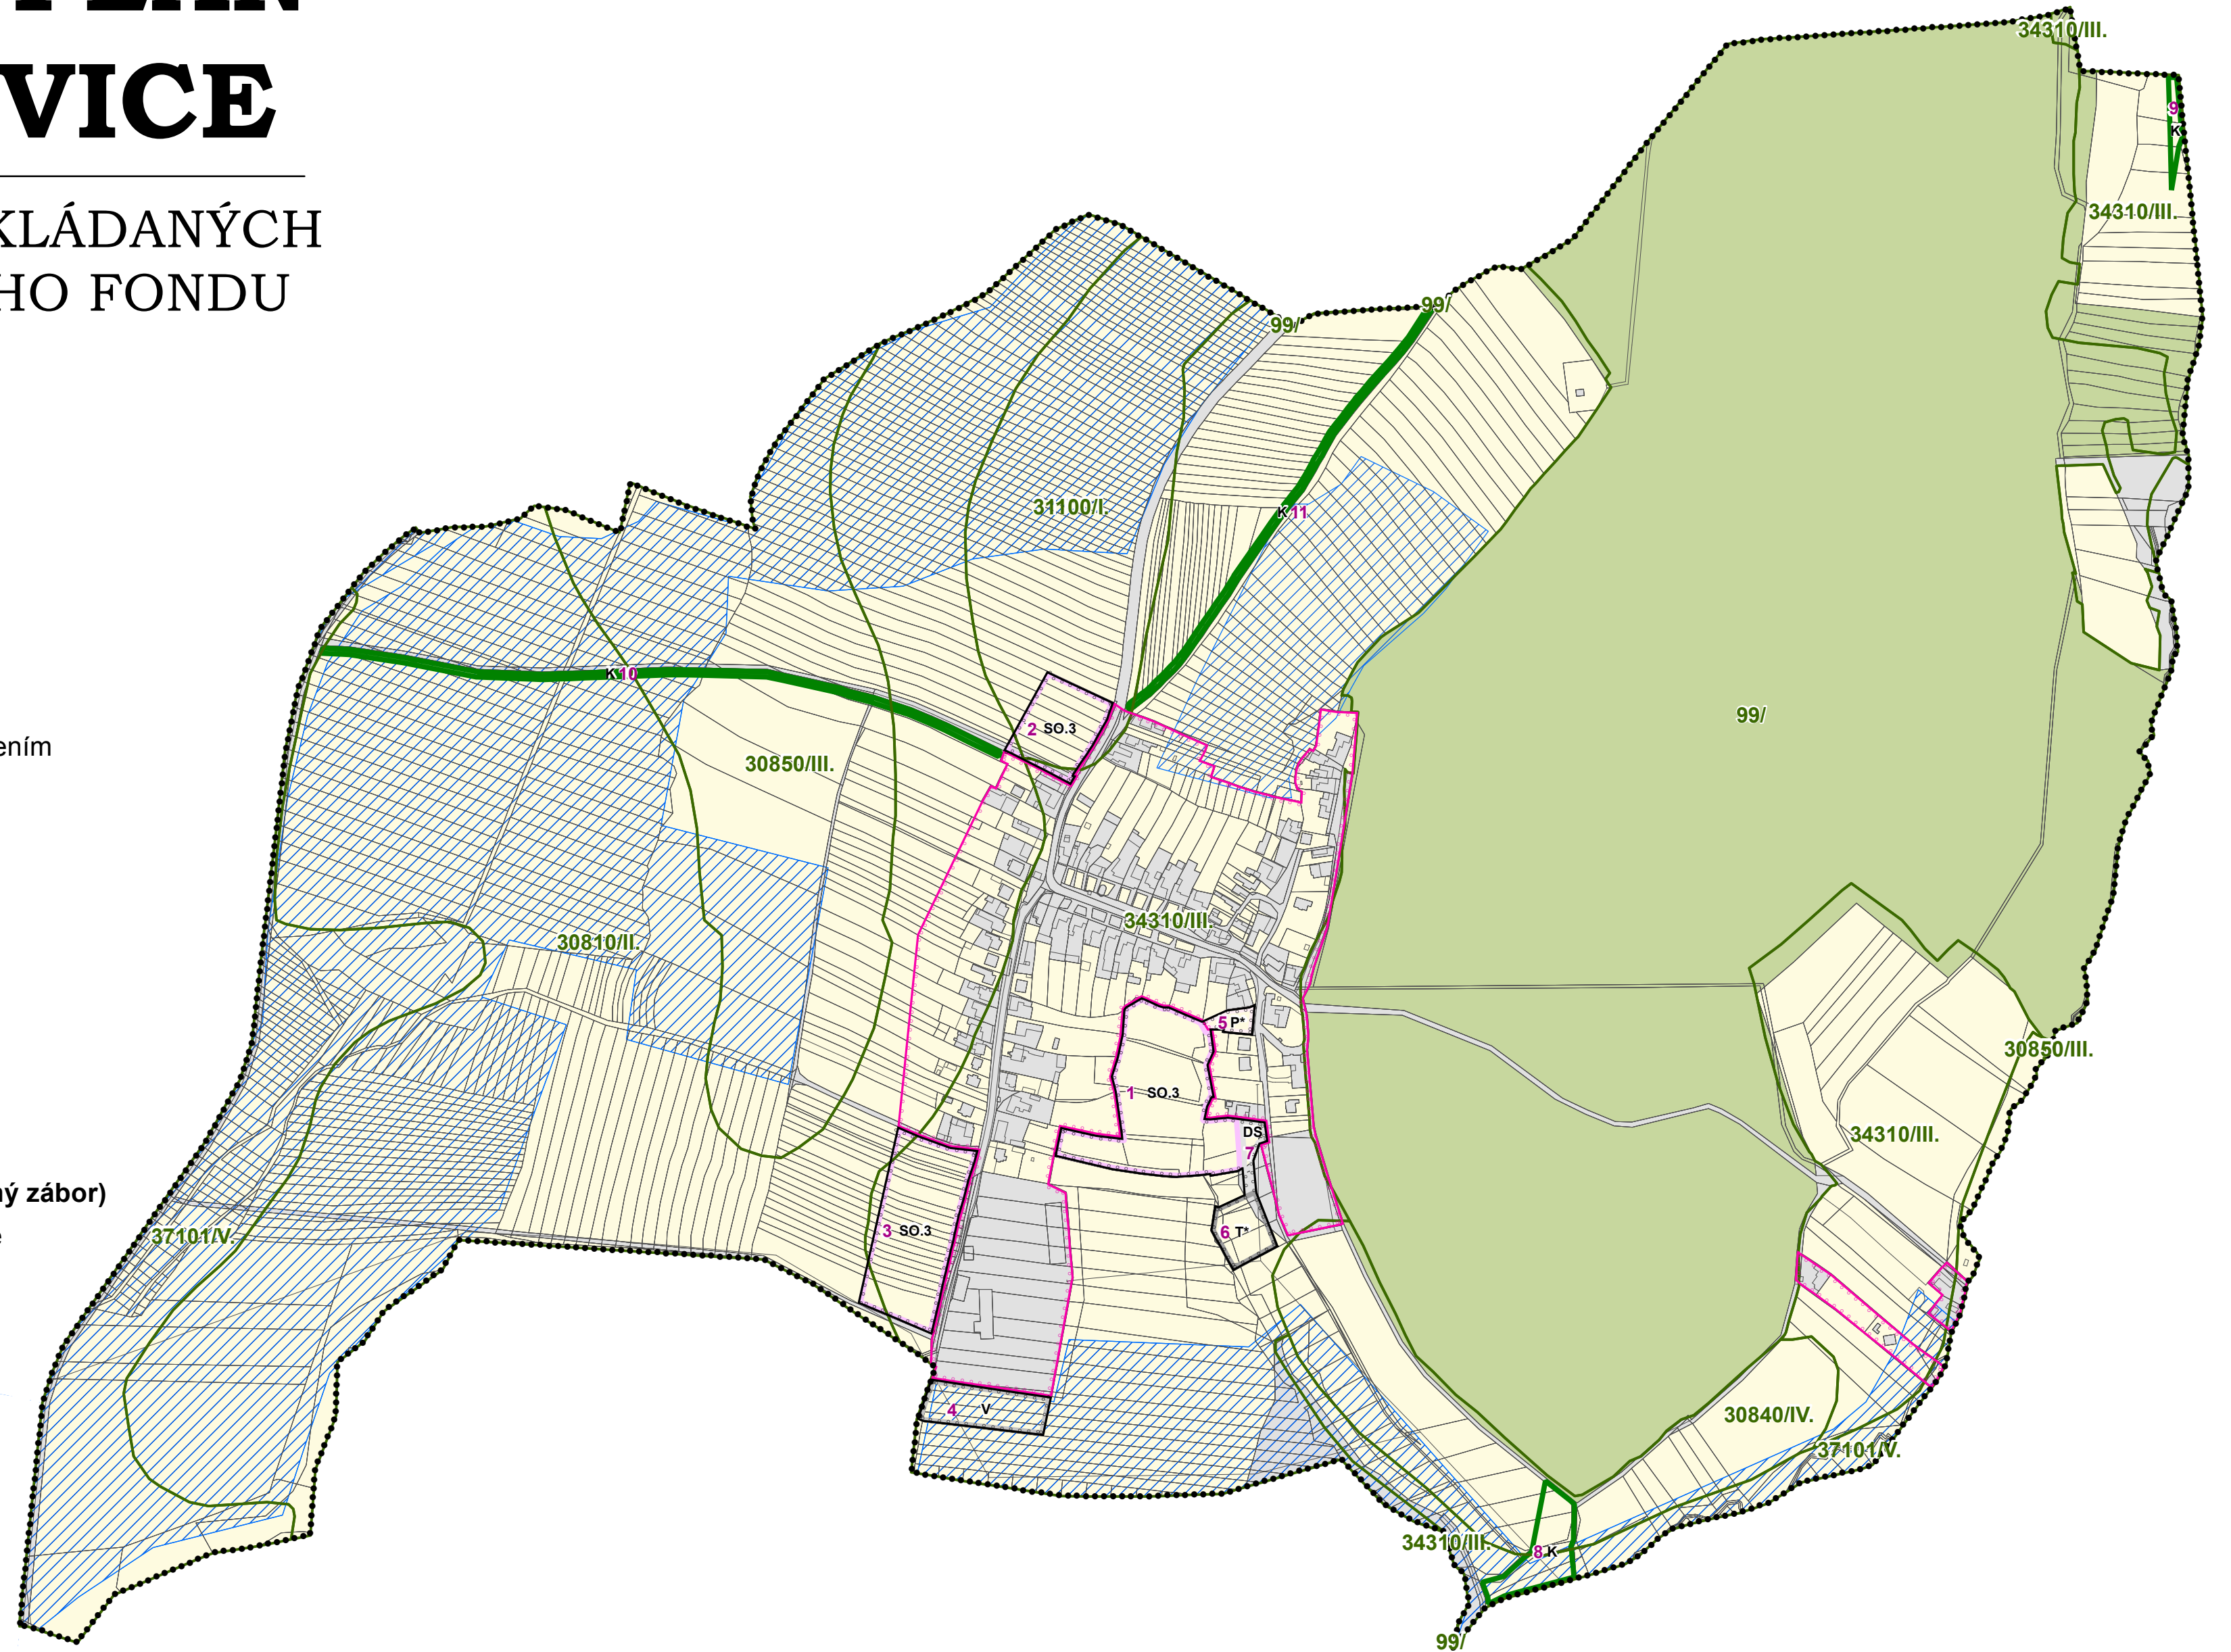 PLAN
VICE
KLÁDANÝCH
HO FONDU
ením
ný zábor)
34310/III.
9
K
34310/III.
99/
99/
31100/I.
K 11
K 10
2 SO.3
99/
30850/III.
34310/III.
30810/II.
5 P*
30850/III.
1 SO.3
DS
7
34310/III.
37101/V.
3 SO.3
6 T*
4 V
30840/IV.
37101/V.
34310/III.
8 K
99/